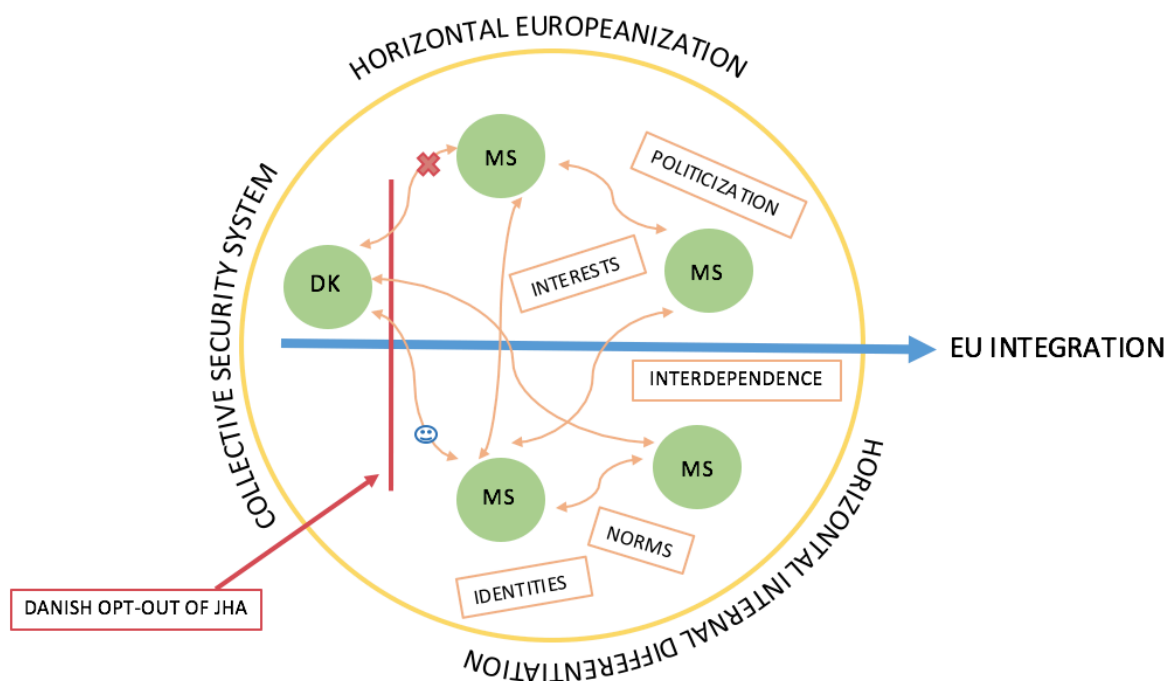 HORIZONTAL EUROPEANIZATION
COLLECTIVE SECURITY SYSTEM
MS
POLITICIZATION
DK
INTERESTS
MS
EU INTEGRATION
INTERDEPENDENCE
MS
MS
NORMS
IDENTITIES
DANISH OPT-OUT OF JHA
HORIZONTAL INTERNAL DIFFERENTIATION